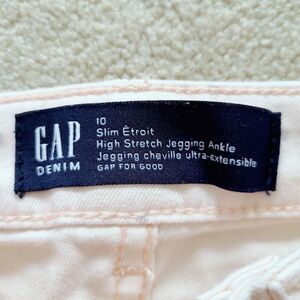 GAP
DENIM
10
Slim Étroit
High Stretch Jegging Ankle
Jegging cheville ultra-extensible
GAP FOR GOOD